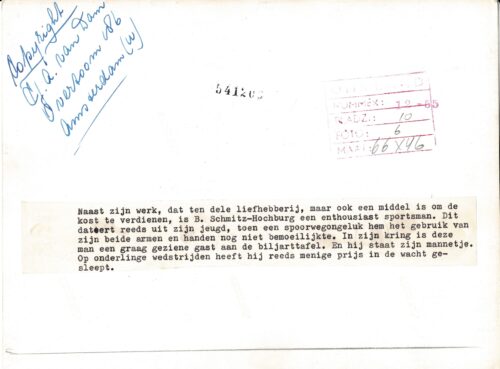 Copyright
C. A. van Dam
Overtoom 186
Amsterdam (W)
54120
NUMMER: 19-65
BLADZ: 10
FOTO: 6
MAAT: 66 X 46
Naast zijn werk, dat ten dele liefhebberij, maar ook een middel is om de
kost te verdienen, is B. Schmitz-Hochburg een enthousiast sportsman. Dit
dateert reeds uit zijn jeugd, toen een spoorwegongeluk hem het gebruik van
zijn beide armen en handen nog niet bemoeilijkte. In zijn kring is deze
man een graag geziene gast aan de biljarttafel. En hij staat zijn mannetje.
Op onderlinge wedstrijden heeft hij reeds menige prijs in de wacht ge-
sleept.